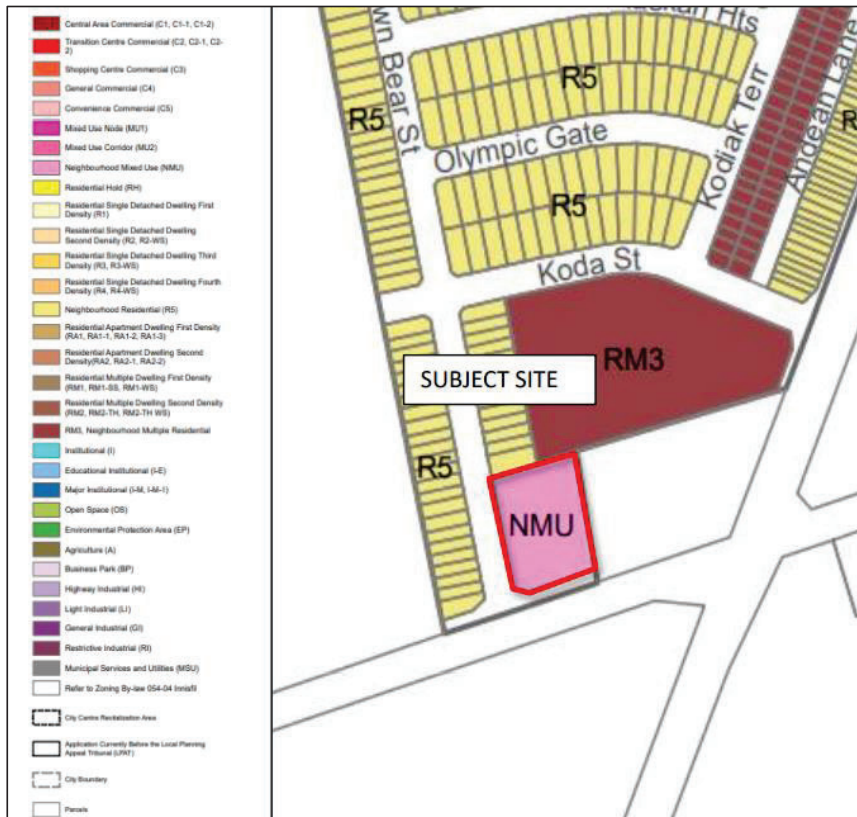 Central Area Commercial (C1, C1-1, C1-2)
Transition Centre Commercial (C2, C2-1, C2-
2)
Shopping Centre Commercial (C3)
General Commercial (C4)
Convenience Commercial (C5)
Mixed Use Node (MU1)
Mixed Use Corridor (MU2)
Neighbourhood Mixed Use (NMU)
Residential Hold (RH)
Residential Single Detached Dwelling First
Density (R1)
Residential Single Detached Dwelling
Second Density (R2, R2-WS)
Residential Single Detached Dwelling Third
Density (R3, R3-WS)
Residential Single Detached Dwelling Fourth
Density (R4, R4-WS)
Neighbourhood Residential (R5)
Residential Apartment Dwelling First Density
(RA1, RA1-1, RA1-2, RA1-3)
Residential Apartment Dwelling Second
Density(RA2, RA2-1, RA2-2)
Residential Multiple Dwelling First Density
(RM1, RM1-SS, RM1-WS)
Residential Multiple Dwelling Second Density
(RM2, RM2-TH, RM2-TH WS)
RM3, Neighbourhood Multiple Residential
Institutional (I)
Educational Institutional (I-E)
Major Institutional (I-M, I-M-1)
Open Space (OS)
Environmental Protection Area (EP)
Agriculture (A)
Business Park (BP)
Highway Industrial (HI)
Light Industrial (LI)
General Industrial (GI)
Restrictive Industrial (RI)
Municipal Services and Utilities (MSU)
Refer to Zoning By-law 054-04 Innisfil
City Centre Revitalization Area
Application Currently Before the Local Planning
Appeal Tribunal (LPAT)
City Boundary
Parcels
Hts
wn Bear St
R5
R5
R5
Olympic Gate
Kodiak Terr
Andean Lane
R5
Koda St
RM3
SUBJECT SITE
R5
NMU